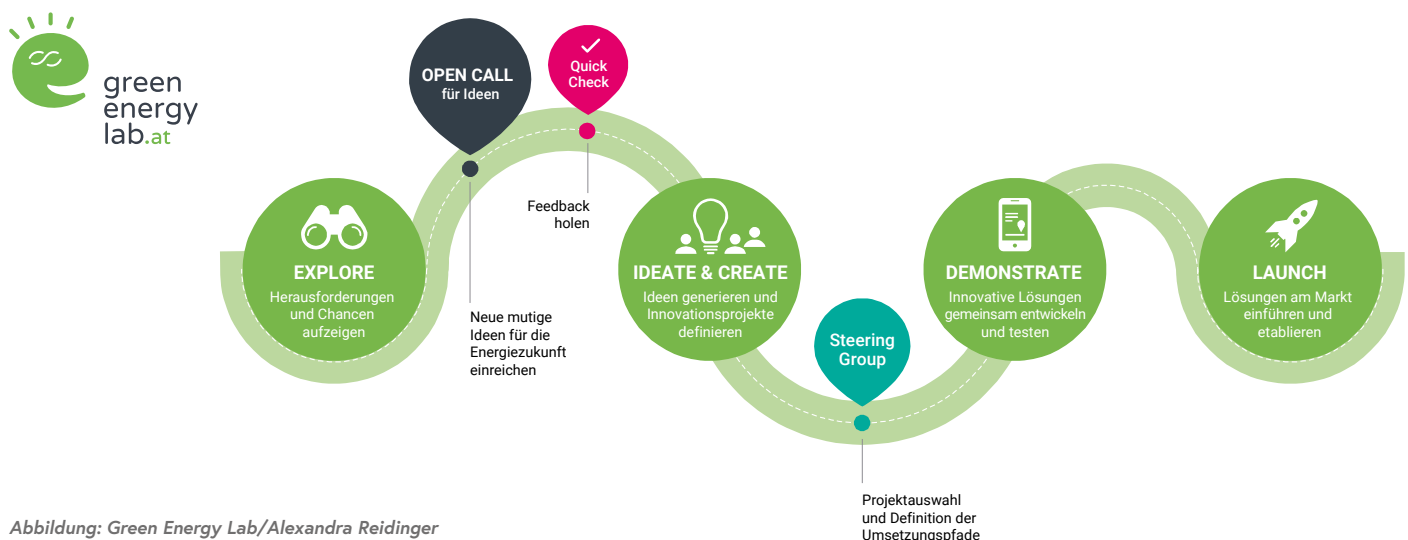 green
energy
lab.at
OPEN CALL
für Ideen
Quick
Check
Feedback
holen
Neue mutige
Ideen für die
Energiezukunft
einreichen
EXPLORE
Herausforderungen
und Chancen
aufzeigen
IDEATE & CREATE
Ideen generieren und
Innovationsprojekte
definieren
Steering
Group
Projektauswahl
und Definition der
Umsetzungspfade
DEMONSTRATE
Innovative Lösungen
gemeinsam entwickeln
und testen
LAUNCH
Lösungen am Markt
einführen und
etablieren
Abbildung: Green Energy Lab/Alexandra Reidinger